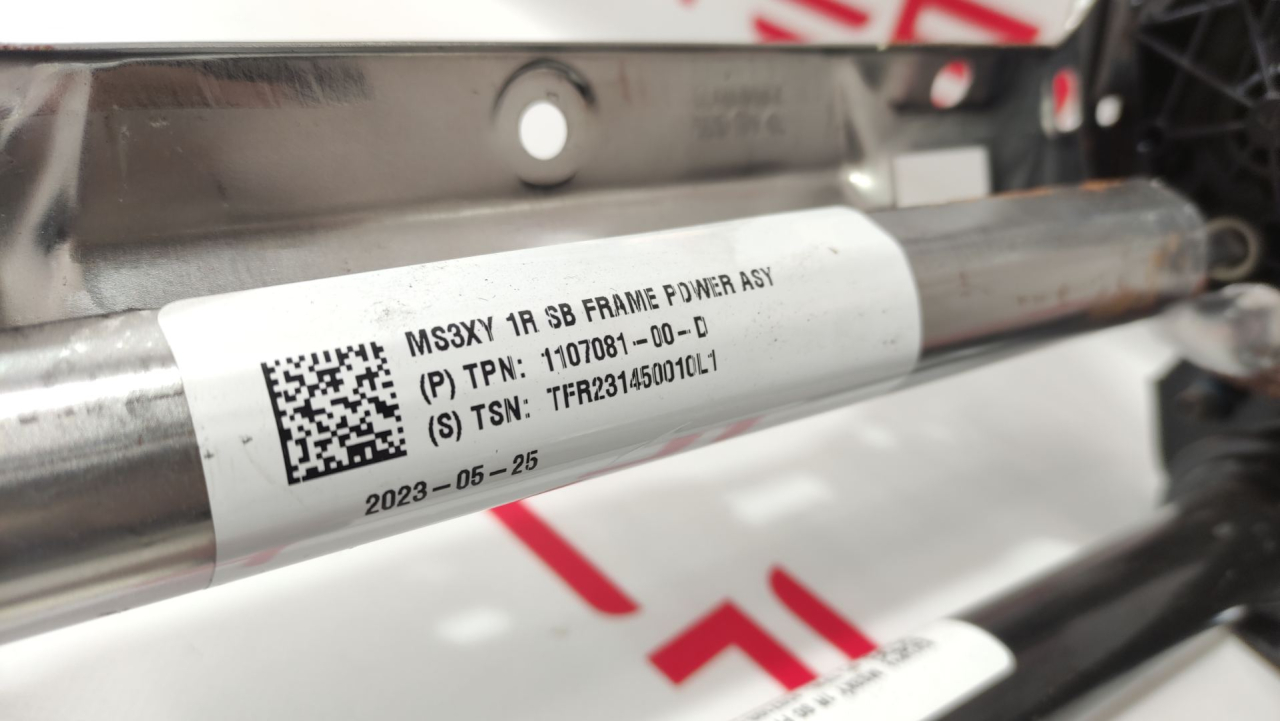 MS3XY 1R SB FRAME POWER ASY
(P) TPN: 1107081-00-D
(S) TSN: TFR231450010L1
2023-05-25